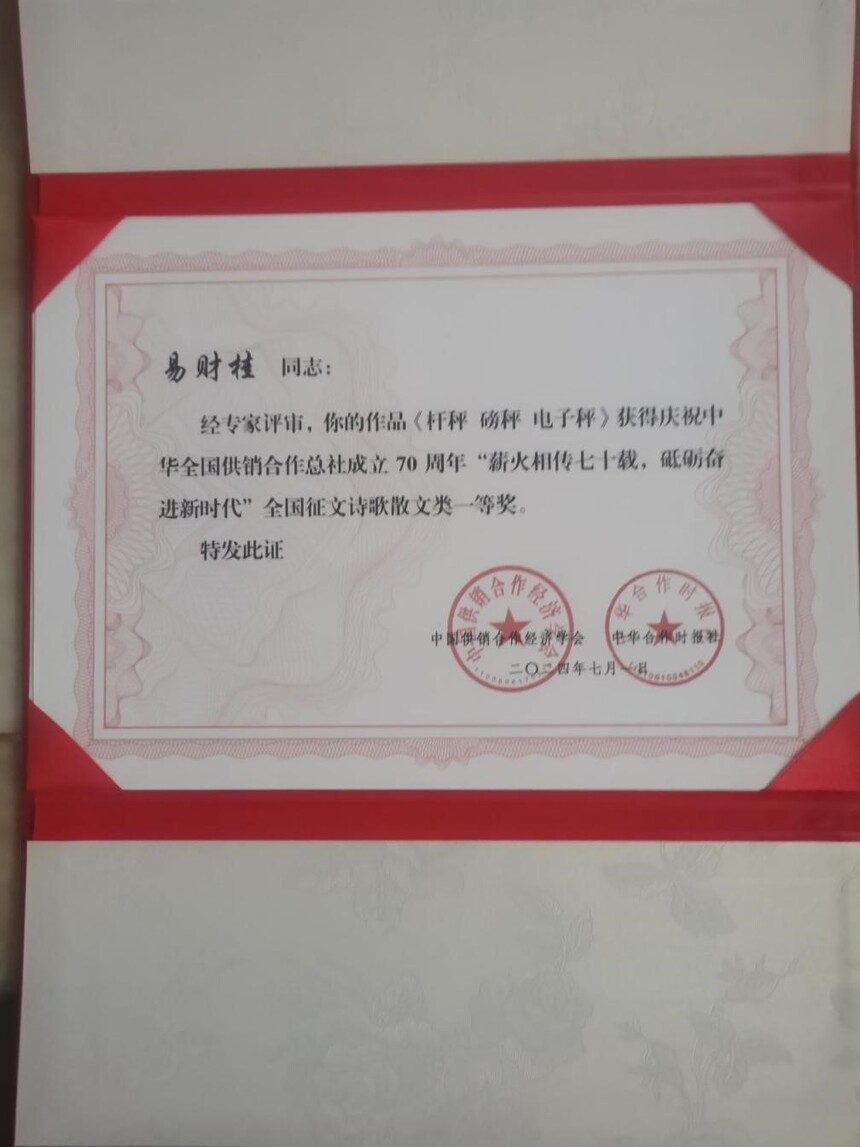 易财桂 同志：
经专家评审，你的作品《杆秤 磅秤 电子秤》获得庆祝中
华全国供销合作总社成立 70 周年“薪火相传七十载，砥砺奋
进新时代”全国征文诗歌散文类一等奖。
特发此证
中国供销合作经济学会 中华合作时报社
二〇二四年七月一日